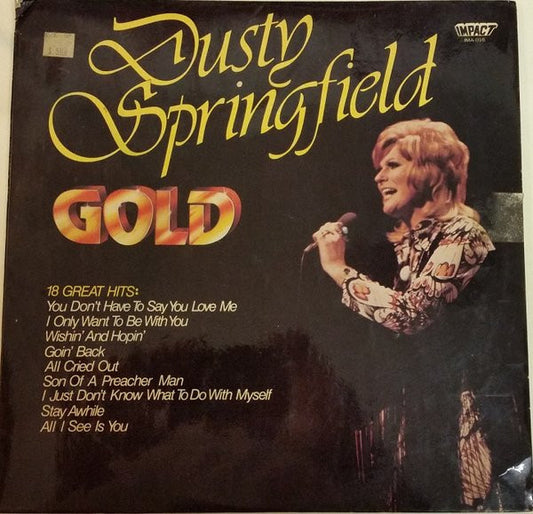 IMPACT
Dusty
Springfield
GOLD
18 GREAT HITS:
You Don't Have To Say You Love Me
I Only Want To Be With You
Wishin' And Hopin'
Goin' Back
All Cried Out
Son Of A Preacher Man
I Just Don't Know What To Do With Myself
Stay Awhile
All I See Is You